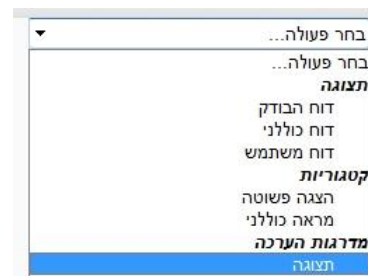 בחר פעולה...
בחר פעולה...
תצוגה
דוח הבודק
דוח כוללני
דוח משתמש
קטגוריות
הצגה פשוטה
מראה כוללני
מדרגות הערכה
תצוגה